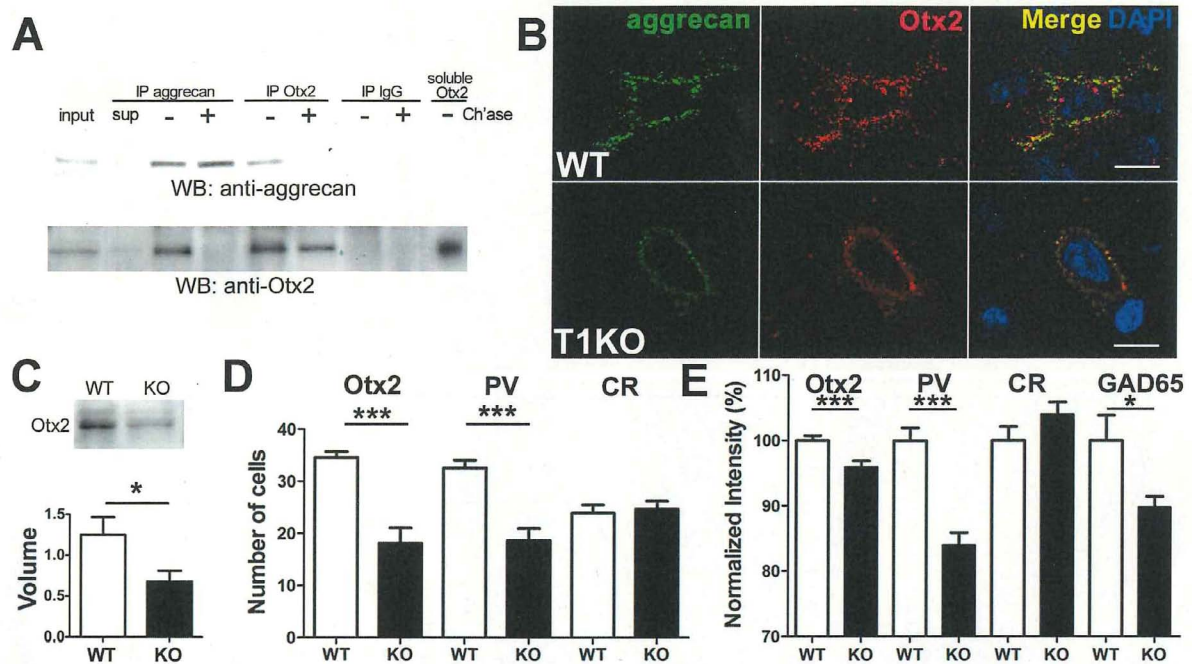 A
IP aggrecan IP Otx2 IP IgG soluble Otx2
input sup - + - + - + - Ch'ase
WB: anti-aggrecan
WB: anti-Otx2
B
aggrecan Otx2 Merge DAPI
WT
T1KO
C
WT KO
Otx2
*
Volume
1.5
1.0
0.5
0.0
WT KO
D
Otx2 PV CR
*** ***
Number of cells
40
30
20
10
0
WT KO WT KO WT KO
E
Otx2 PV CR GAD65
*** *** *
Normalized Intensity (%)
110
100
90
80
70
WT KO WT KO WT KO WT KO